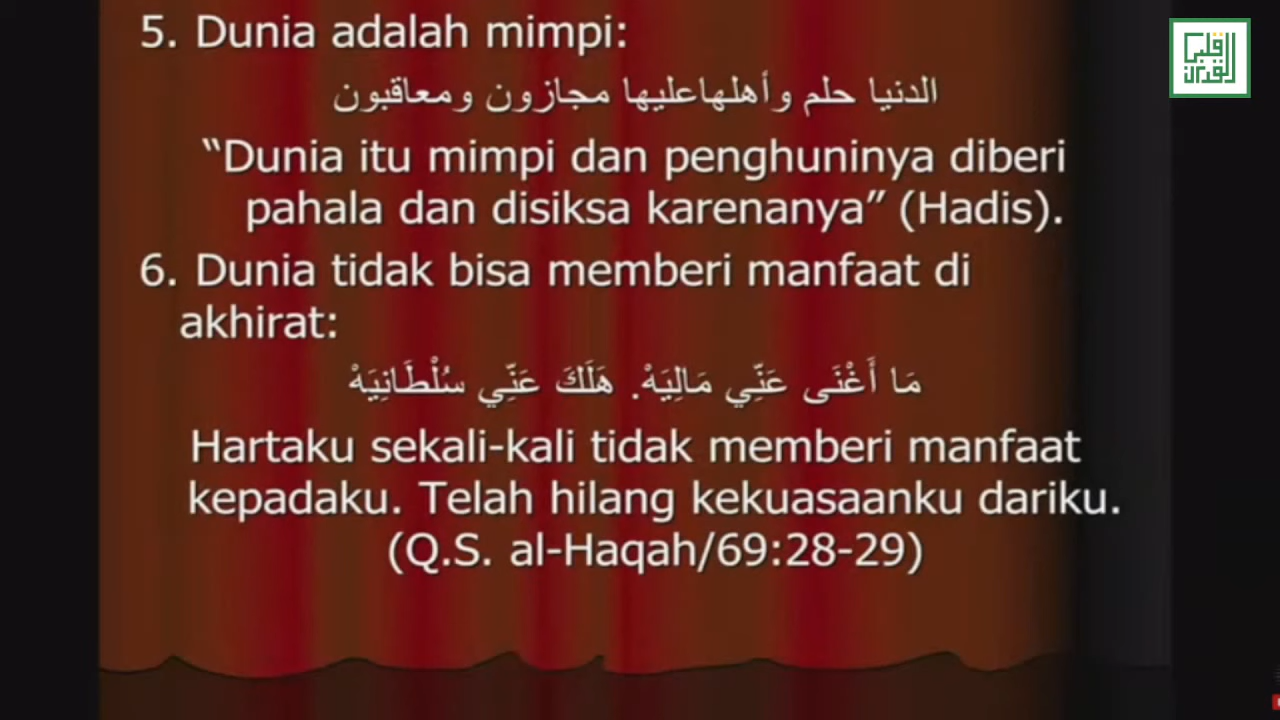 5. Dunia adalah mimpi:
الدنيا حلم وأهلهاعليها مجازون ومعاقبون
“Dunia itu mimpi dan penghuninya diberi
pahala dan disiksa karenanya” (Hadis).
6. Dunia tidak bisa memberi manfaat di
akhirat:
مَا أَغْنَى عَنِّي مَالِيَهْ. هَلَكَ عَنِّي سُلْطَانِيَهْ
Hartaku sekali-kali tidak memberi manfaat
kepadaku. Telah hilang kekuasaanku dariku.
(Q.S. al-Haqah/69:28-29)